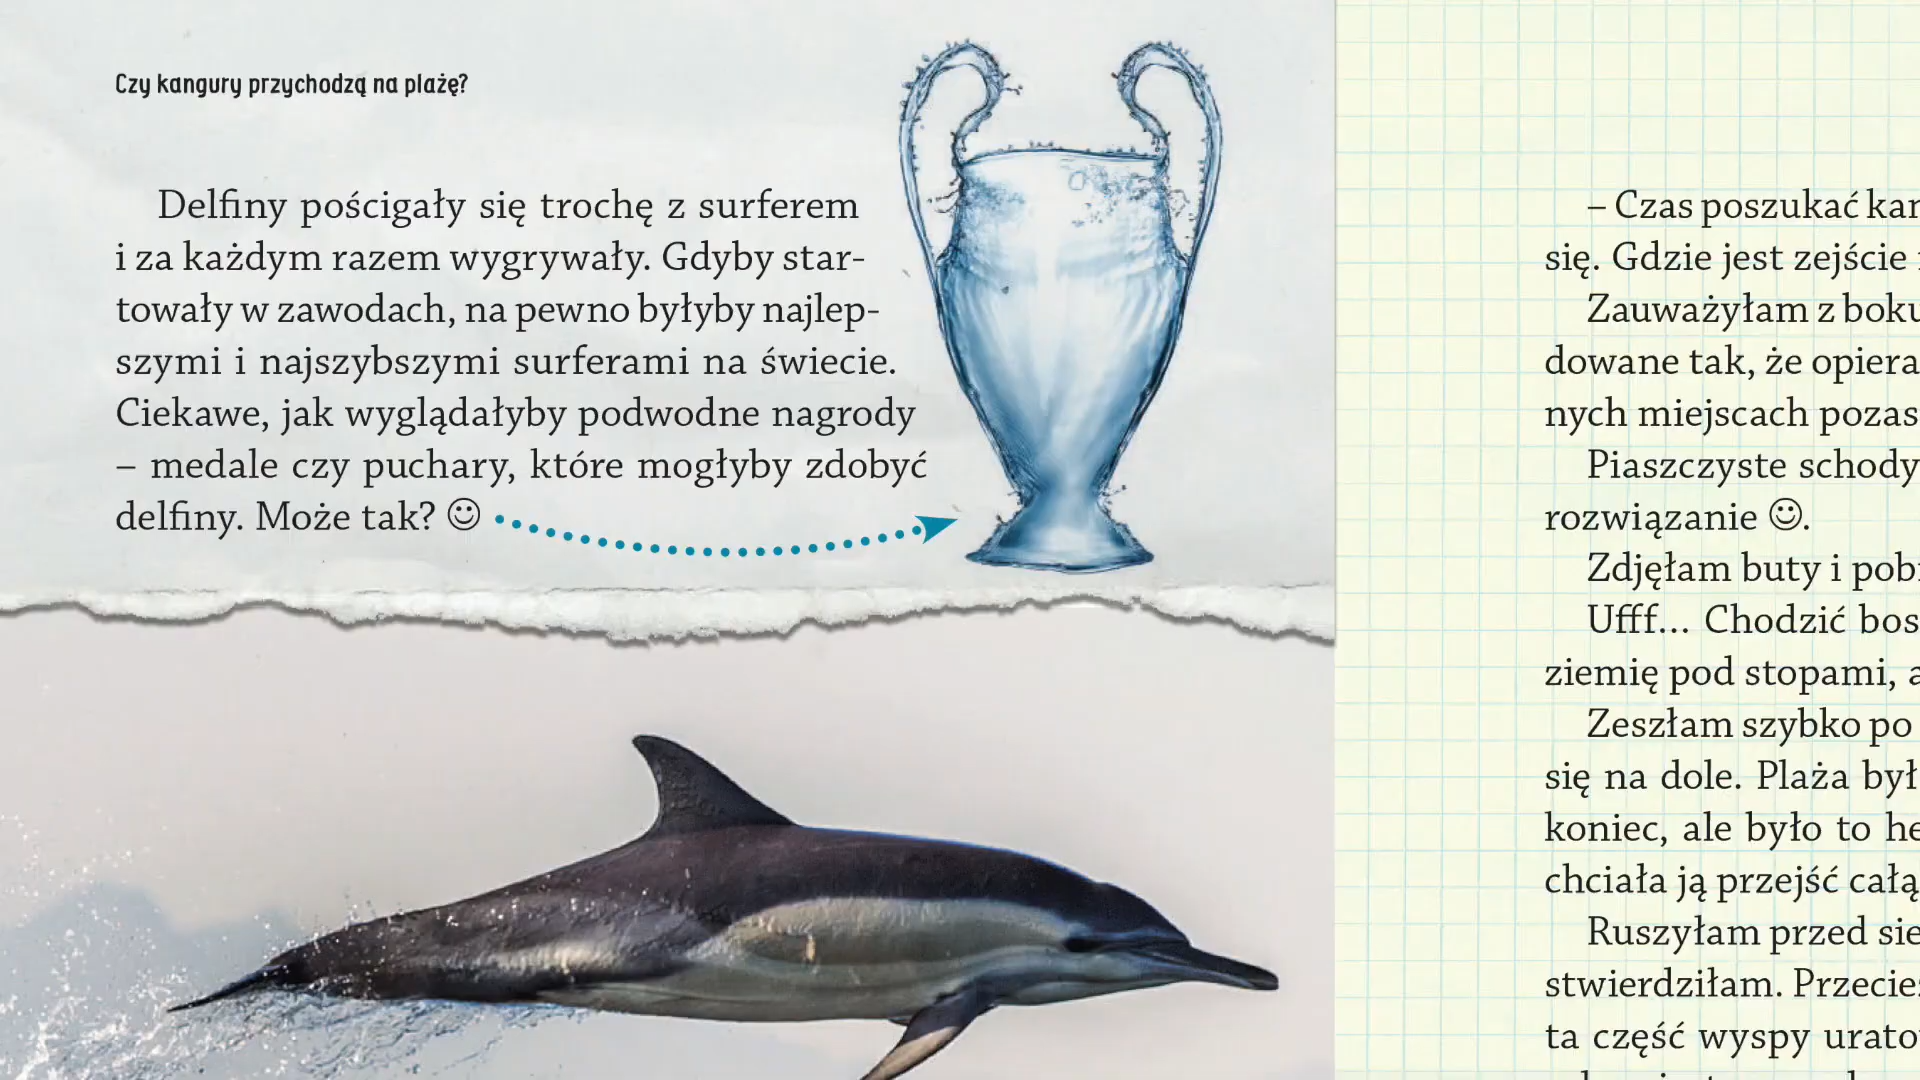 Czy kangury przychodzą na plażę?
Delfiny pościgały się trochę z surferem
i za każdym razem wygrywały. Gdyby star-
towały w zawodach, na pewno byłyby najlep-
szymi i najszybszymi surferami na świecie.
Ciekawe, jak wyglądałyby podwodne nagrody
– medale czy puchary, które mogłyby zdobyć
delfiny. Może tak? ☺
– Czas poszukać
się. Gdzie jest zejście
Zauważyłam z boku
dowane tak, że
nych miejscach
Piaszczyste schody
rozwiązanie ☺.
Zdjęłam buty i
Ufff... Chodzić
ziemię pod stopami,
Zeszłam szybko po
się na dole. Plaża
koniec, ale było to
chciała ją przejść całą
Ruszyłam przed
stwierdziłam.
ta część wyspy